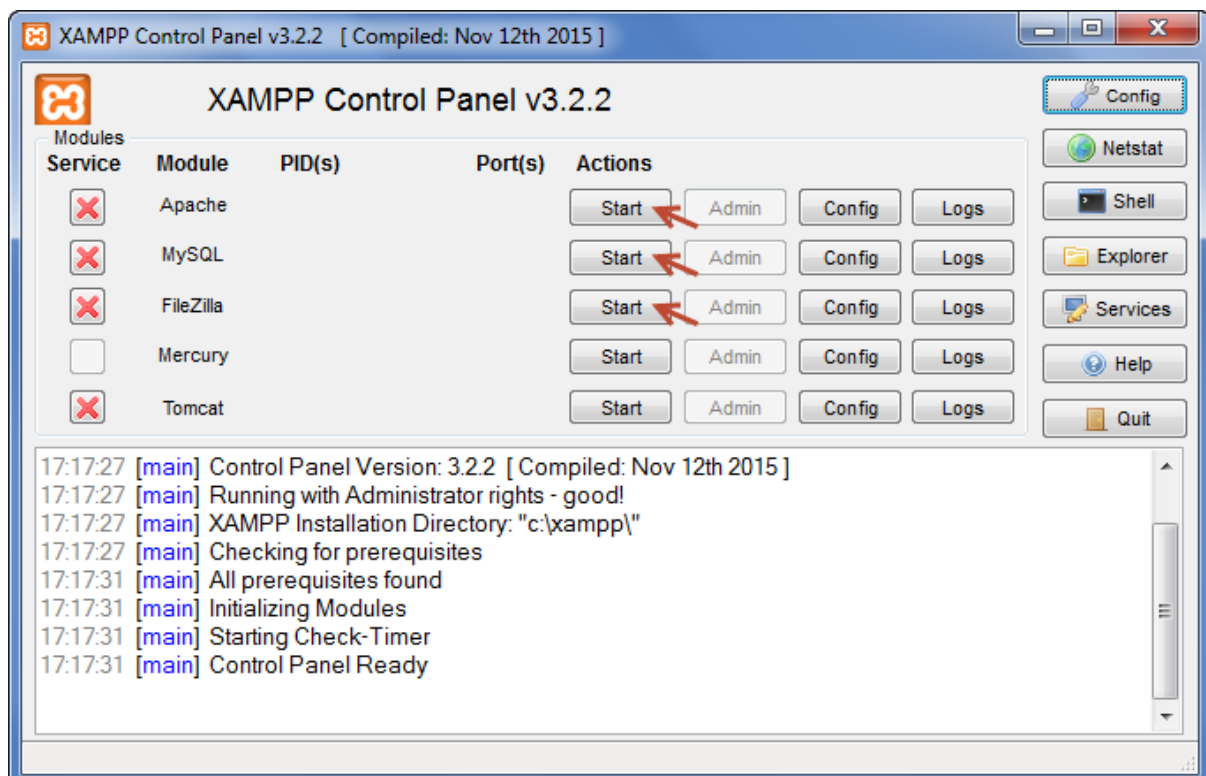 XAMPP Control Panel v3.2.2 [ Compiled: Nov 12th 2015 ]
XAMPP Control Panel v3.2.2
Config
Modules
Netstat
Service Module PID(s) Port(s) Actions
Apache Start Admin Config Logs
Shell
MySQL Start Admin Config Logs
Explorer
FileZilla Start Admin Config Logs
Services
Mercury Start Admin Config Logs
Help
Tomcat Start Admin Config Logs
Quit
17:17:27 [main] Control Panel Version: 3.2.2 [ Compiled: Nov 12th 2015 ]
17:17:27 [main] Running with Administrator rights - good!
17:17:27 [main] XAMPP Installation Directory: "c:\xampp\"
17:17:27 [main] Checking for prerequisites
17:17:31 [main] All prerequisites found
17:17:31 [main] Initializing Modules
17:17:31 [main] Starting Check-Timer
17:17:31 [main] Control Panel Ready